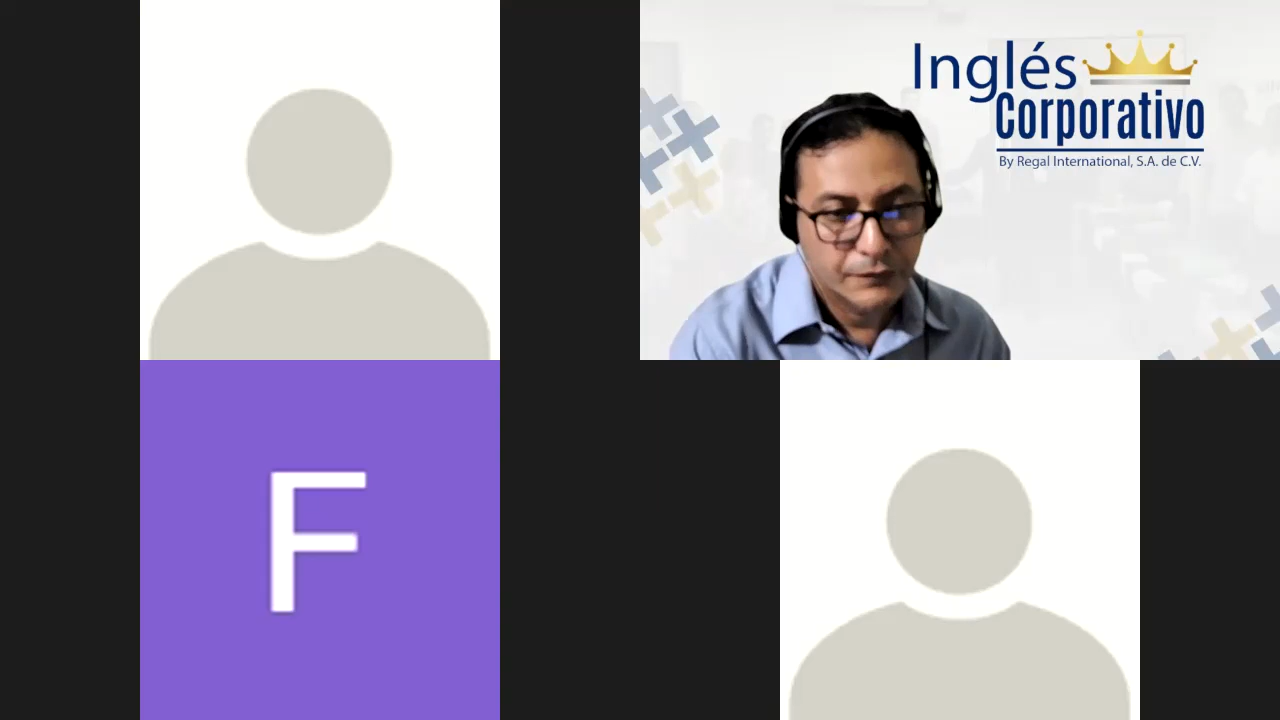 Inglés
Corporativo
By Regal International, S.A. de C.V.
F